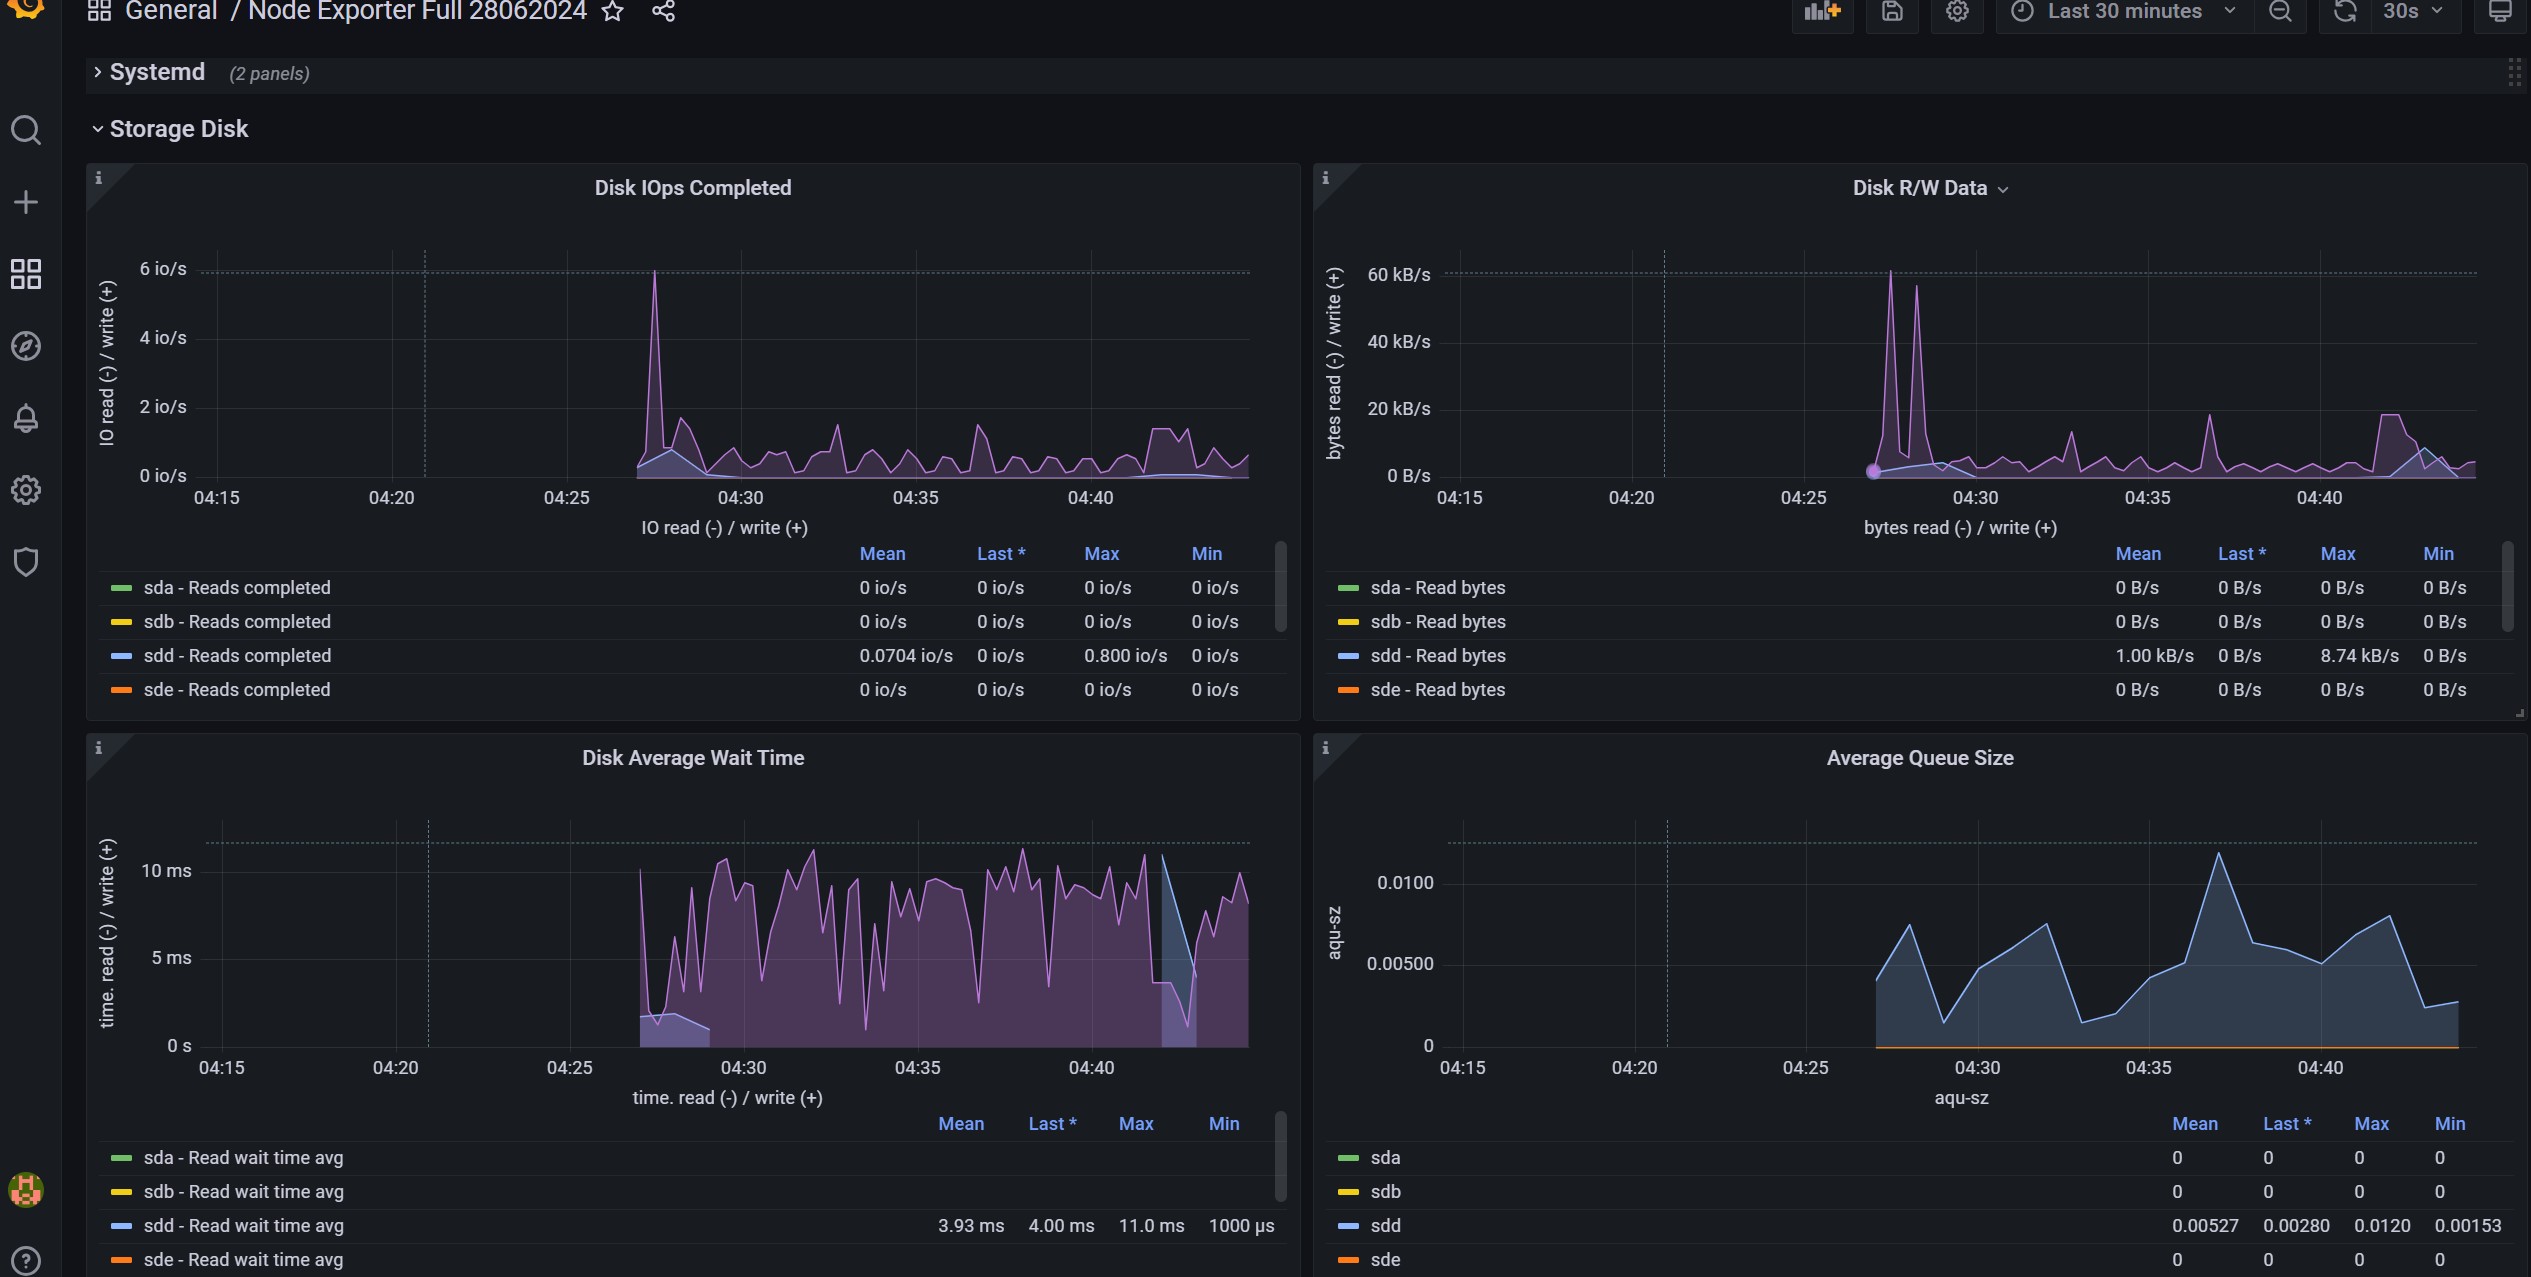 General / Node Exporter Full 28062024
Last 30 minutes
30s
Systemd (2 panels)
Storage Disk
Disk IOps Completed
IO read (-) / write (+)
6 io/s
4 io/s
2 io/s
0 io/s
04:15 04:20 04:25 04:30 04:35 04:40
IO read (-) / write (+)
Mean Last * Max Min
sda - Reads completed 0 io/s 0 io/s 0 io/s 0 io/s
sdb - Reads completed 0 io/s 0 io/s 0 io/s 0 io/s
sdd - Reads completed 0.0704 io/s 0 io/s 0.800 io/s 0 io/s
sde - Reads completed 0 io/s 0 io/s 0 io/s 0 io/s
Disk R/W Data
bytes read (-) / write (+)
60 kB/s
40 kB/s
20 kB/s
0 B/s
04:15 04:20 04:25 04:30 04:35 04:40
bytes read (-) / write (+)
Mean Last * Max Min
sda - Read bytes 0 B/s 0 B/s 0 B/s 0 B/s
sdb - Read bytes 0 B/s 0 B/s 0 B/s 0 B/s
sdd - Read bytes 1.00 kB/s 0 B/s 8.74 kB/s 0 B/s
sde - Read bytes 0 B/s 0 B/s 0 B/s 0 B/s
Disk Average Wait Time
time. read (-) / write (+)
10 ms
5 ms
0 s
04:15 04:20 04:25 04:30 04:35 04:40
time. read (-) / write (+)
Mean Last * Max Min
sda - Read wait time avg
sdb - Read wait time avg
sdd - Read wait time avg 3.93 ms 4.00 ms 11.0 ms 1000 µs
sde - Read wait time avg
Average Queue Size
aqu-sz
0.0100
0.00500
0
04:15 04:20 04:25 04:30 04:35 04:40
aqu-sz
Mean Last * Max Min
sda 0 0 0 0
sdb 0 0 0 0
sdd 0.00527 0.00280 0.0120 0.00153
sde 0 0 0 0